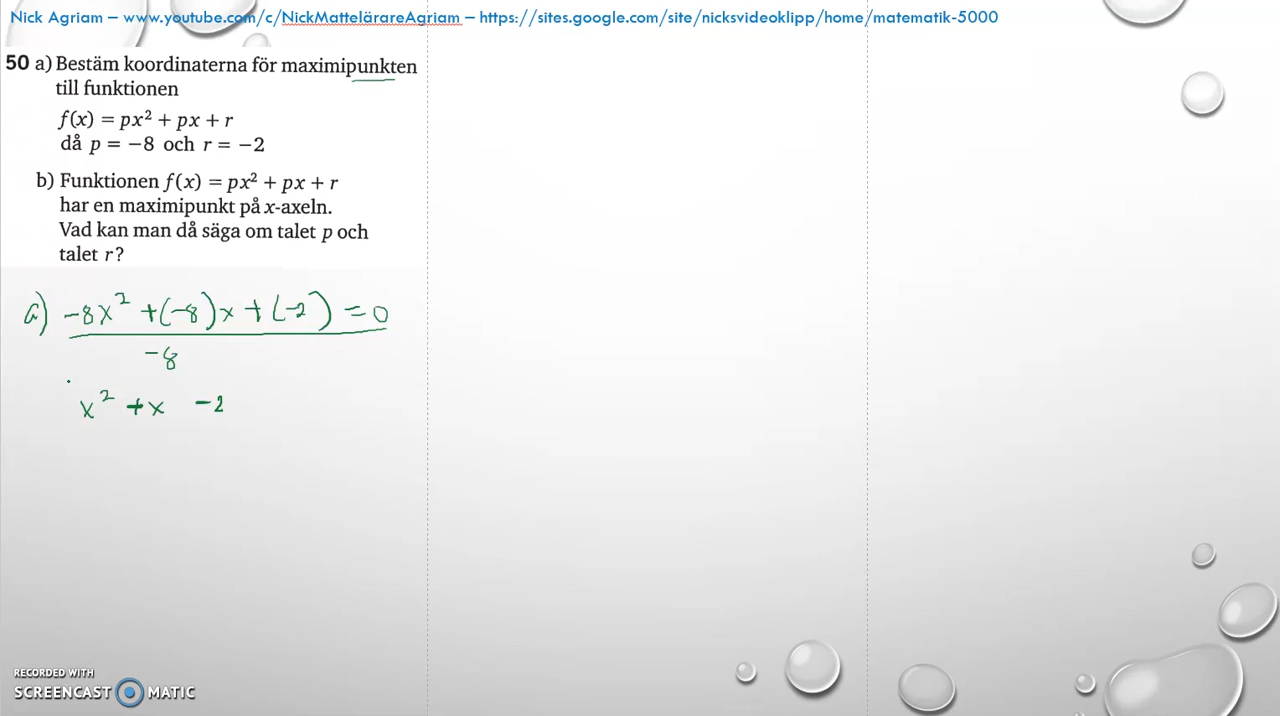 Nick Agriam – www.youtube.com/c/NickMattelärareAgriam – https://sites.google.com/site/nicksvideoklipp/home/matematik-5000
50 a) Bestäm koordinaterna för maximipunkten
till funktionen
f(x) = px² + px + r
då p = −8 och r = −2
b) Funktionen f(x) = px² + px + r
har en maximipunkt på x-axeln.
Vad kan man då säga om talet p och
talet r?
a) −8x² + (−8)x + (−2) = 0
−8
x² + x −2
RECORDED WITH
SCREENCAST MATIC